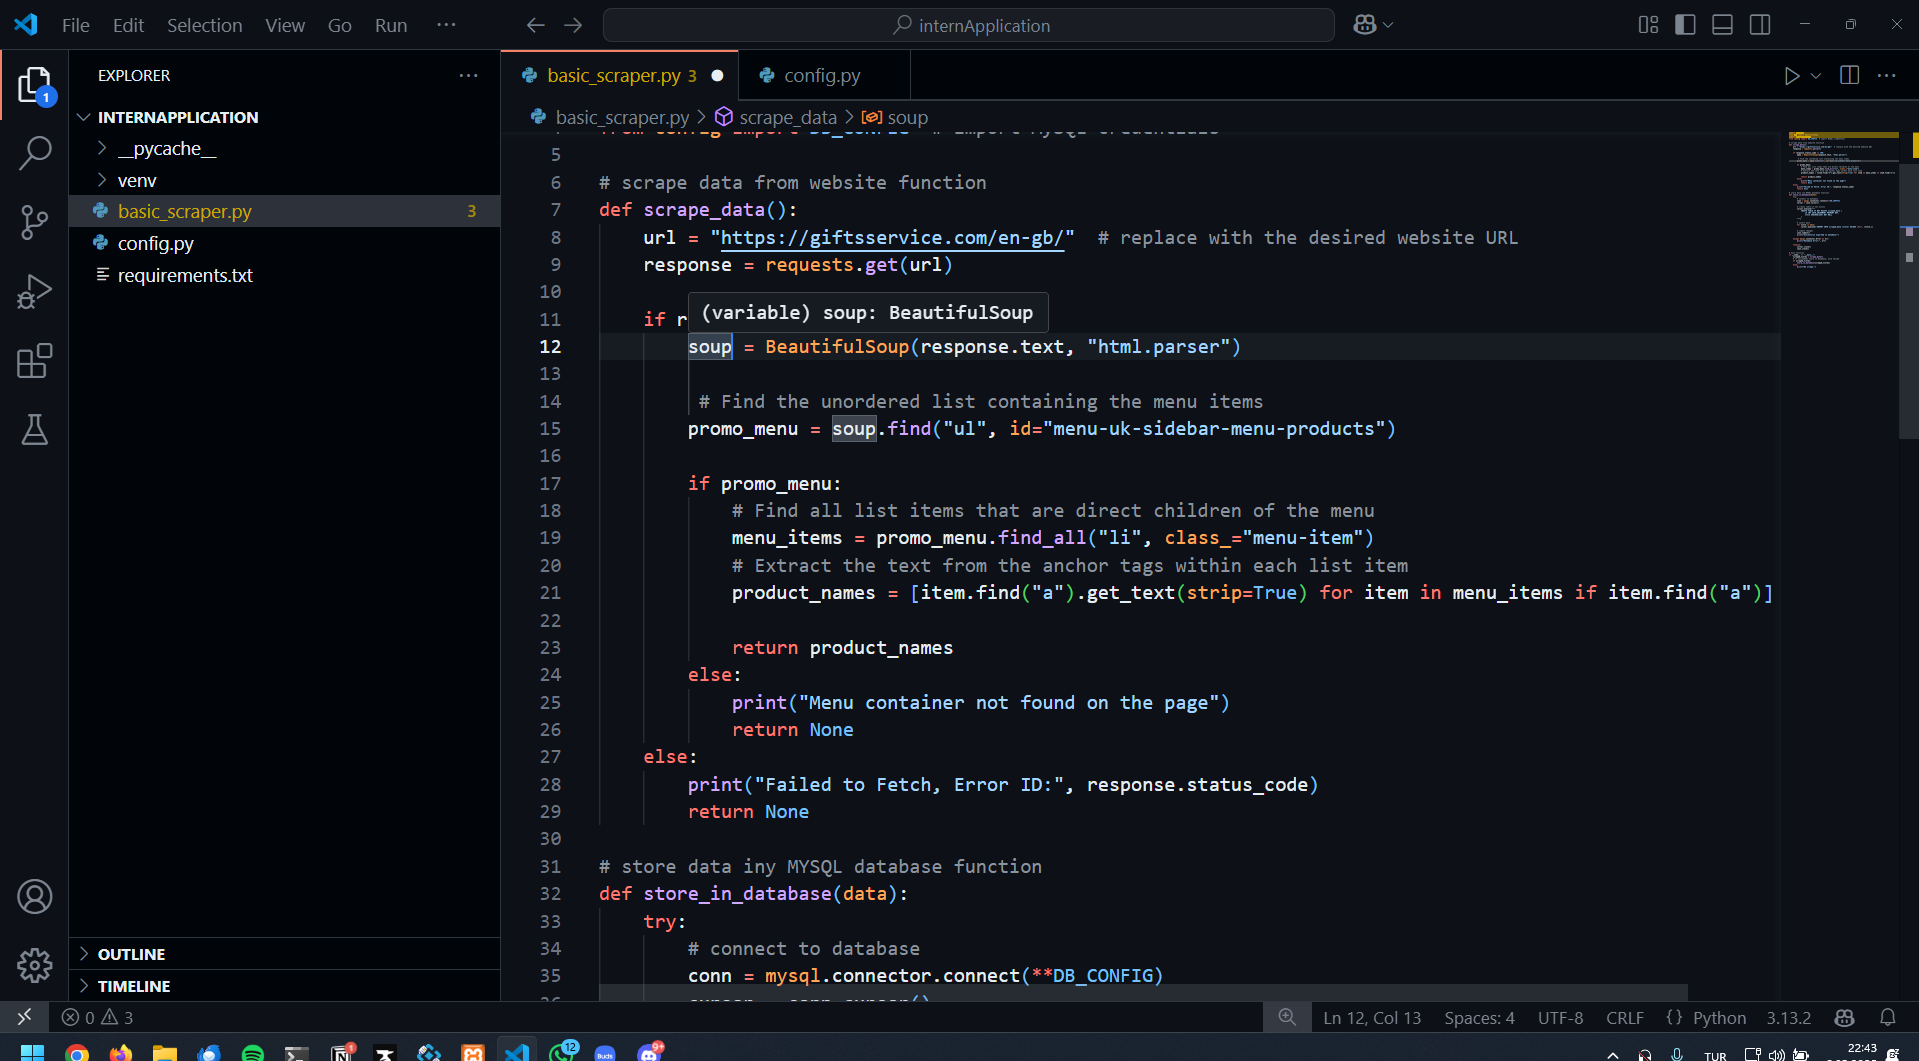 File Edit Selection View Go Run ···
internApplication
EXPLORER
INTERNAPPLICATION
__pycache__
venv
basic_scraper.py 3
config.py
requirements.txt
OUTLINE
TIMELINE
basic_scraper.py 3
config.py
basic_scraper.py > scrape_data > soup
from config import DB_CONFIG # import MySQL credentials
5
6 # scrape data from website function
7 def scrape_data():
8 url = "https://giftsservice.com/en-gb/" # replace with the desired website URL
9 response = requests.get(url)
10
11 if r
(variable) soup: BeautifulSoup
12 soup = BeautifulSoup(response.text, "html.parser")
13
14 # Find the unordered list containing the menu items
15 promo_menu = soup.find("ul", id="menu-uk-sidebar-menu-products")
16
17 if promo_menu:
18 # Find all list items that are direct children of the menu
19 menu_items = promo_menu.find_all("li", class_="menu-item")
20 # Extract the text from the anchor tags within each list item
21 product_names = [item.find("a").get_text(strip=True) for item in menu_items if item.find("a")]
22
23 return product_names
24 else:
25 print("Menu container not found on the page")
26 return None
27 else:
28 print("Failed to Fetch, Error ID:", response.status_code)
29 return None
30
31 # store data iny MYSQL database function
32 def store_in_database(data):
33 try:
34 # connect to database
35 conn = mysql.connector.connect(**DB_CONFIG)
0 3
Ln 12, Col 13 Spaces: 4 UTF-8 CRLF {} Python 3.13.2
1
12
Buds
9+
TUR
22:43